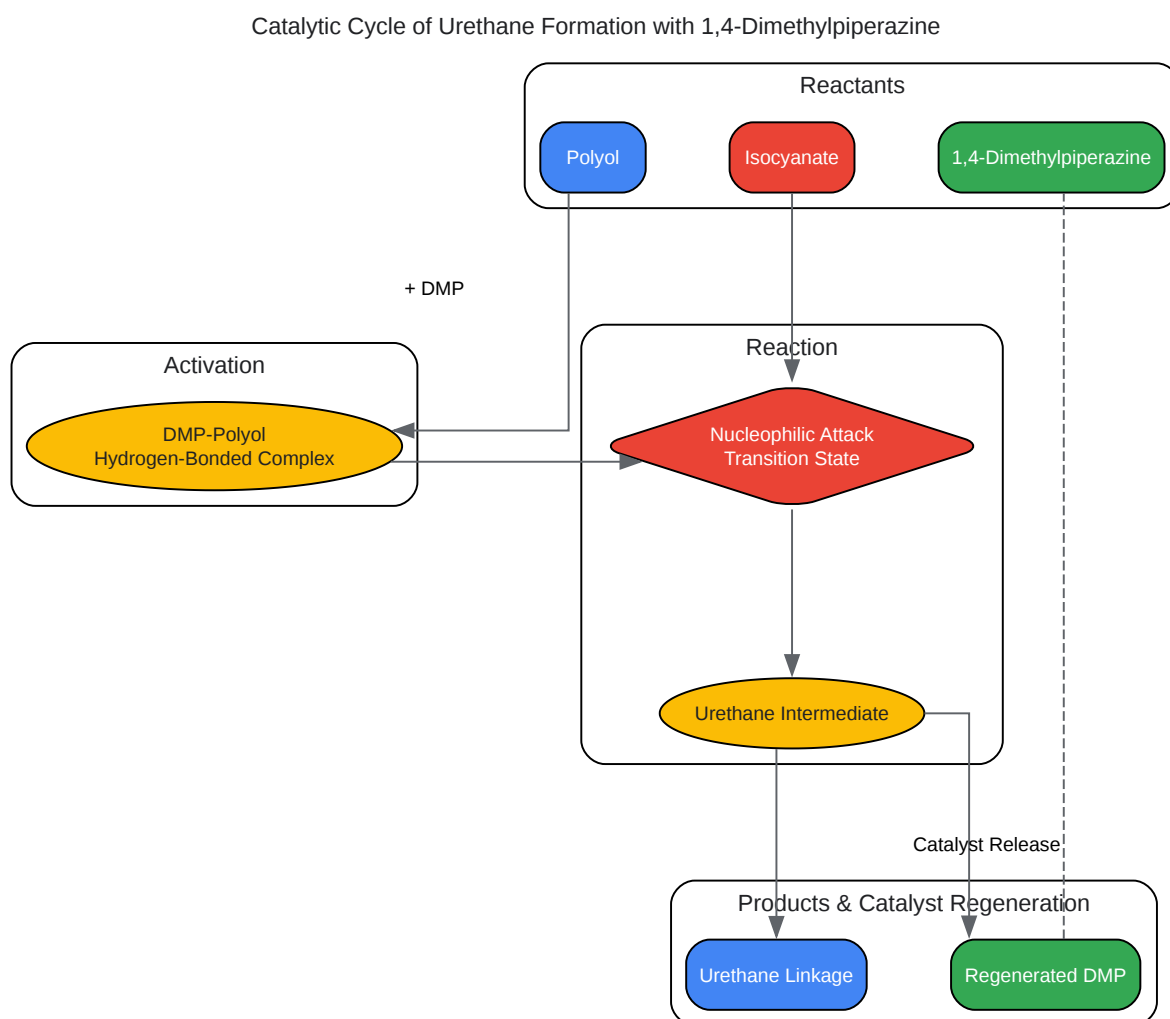 Catalytic Cycle of Urethane Formation with 1,4-Dimethylpiperazine
Reactants
Polyol
Isocyanate
1,4-Dimethylpiperazine
+ DMP
Activation
DMP-Polyol
Hydrogen-Bonded Complex
Reaction
Nucleophilic Attack
Transition State
Urethane Intermediate
Catalyst Release
Products & Catalyst Regeneration
Urethane Linkage
Regenerated DMP